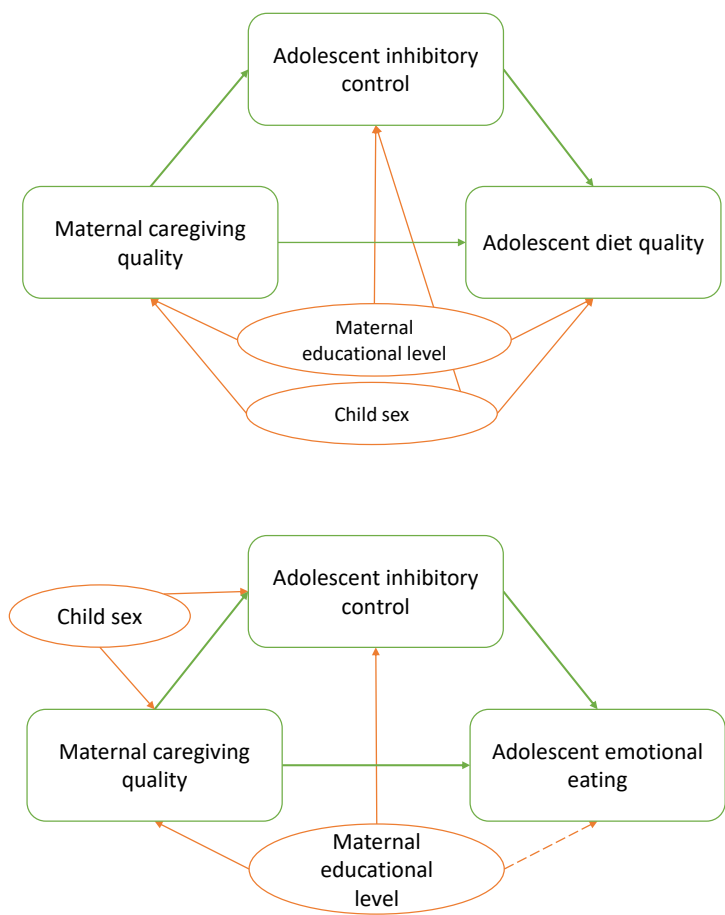 Adolescent inhibitory
control
Maternal caregiving
quality
Adolescent diet quality
Maternal
educational level
Child sex
Adolescent inhibitory
control
Child sex
Maternal caregiving
quality
Adolescent emotional
eating
Maternal
educational
level